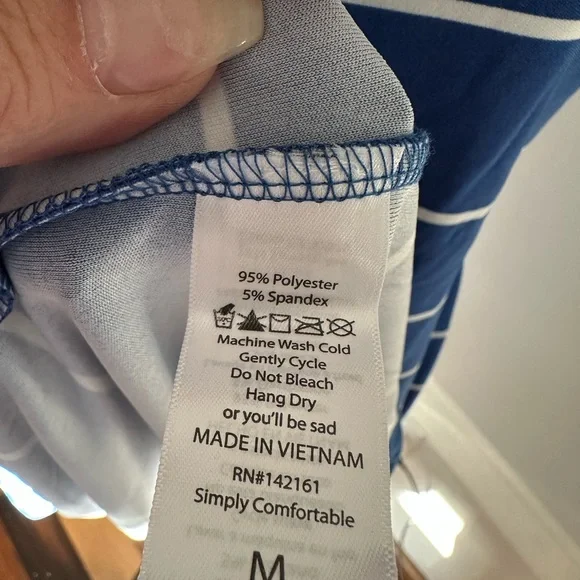 95% Polyester
5% Spandex
Machine Wash Cold
Gently Cycle
Do Not Bleach
Hang Dry
or you'll be sad
MADE IN VIETNAM
RN#142161
Simply Comfortable
M